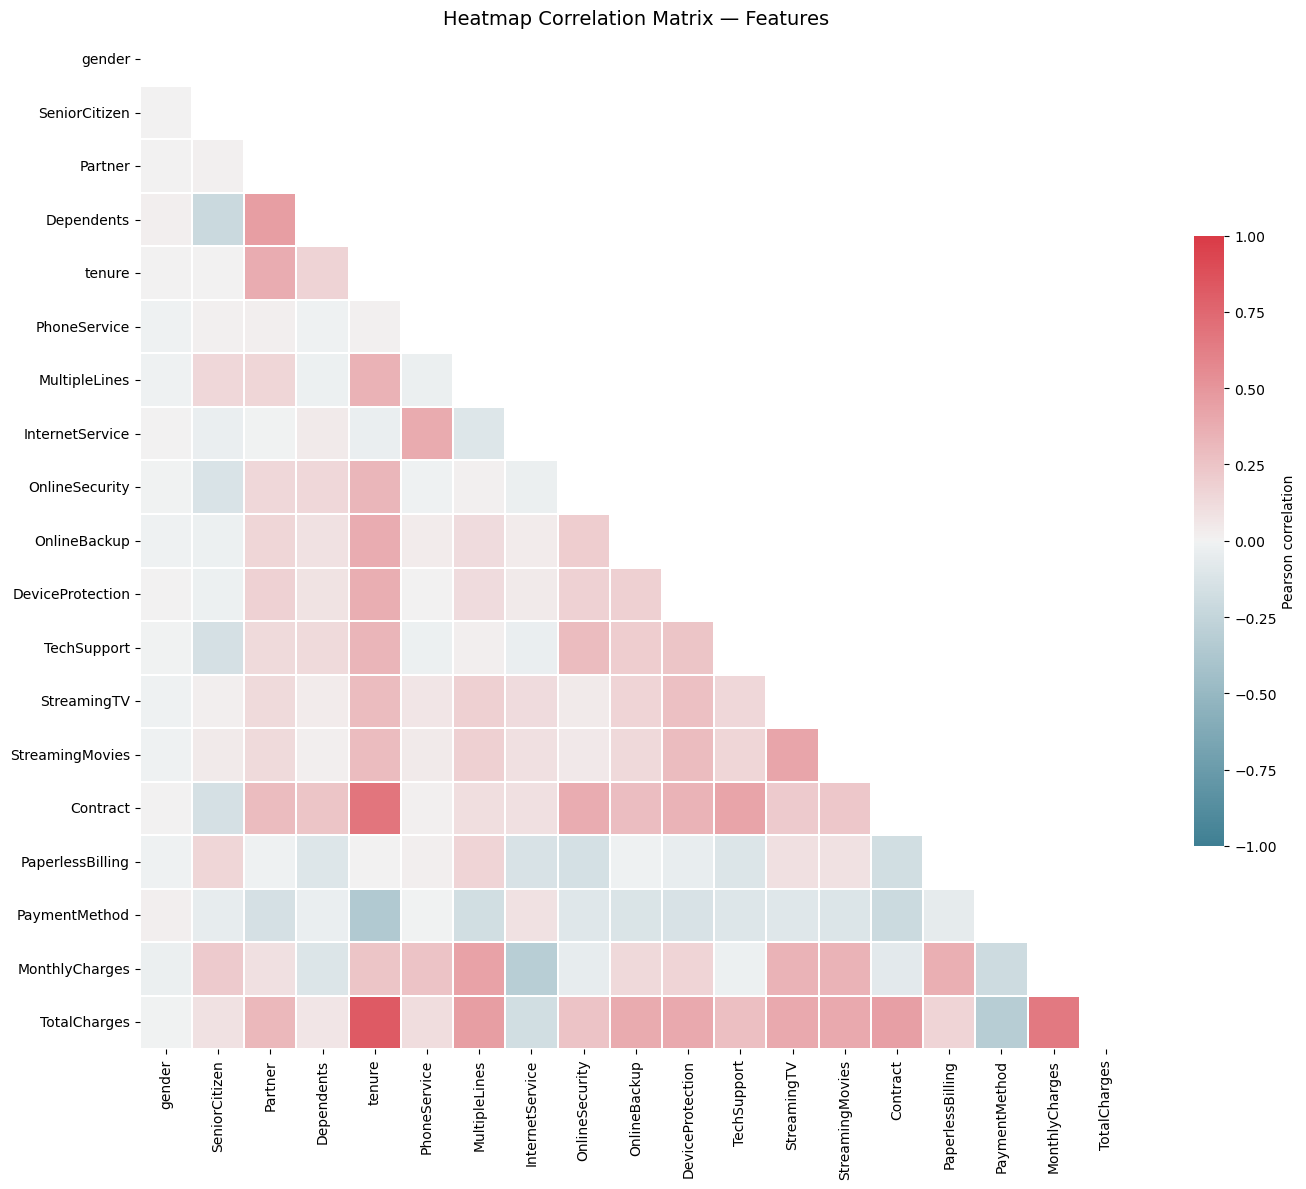 Heatmap Correlation Matrix — Features
gender
SeniorCitizen
Partner
Dependents
tenure
PhoneService
MultipleLines
InternetService
OnlineSecurity
OnlineBackup
DeviceProtection
TechSupport
StreamingTV
StreamingMovies
Contract
PaperlessBilling
PaymentMethod
MonthlyCharges
TotalCharges
gender
SeniorCitizen
Partner
Dependents
tenure
PhoneService
MultipleLines
InternetService
OnlineSecurity
OnlineBackup
DeviceProtection
TechSupport
StreamingTV
StreamingMovies
Contract
PaperlessBilling
PaymentMethod
MonthlyCharges
TotalCharges
1.00
0.75
0.50
0.25
0.00
−0.25
−0.50
−0.75
−1.00
Pearson correlation